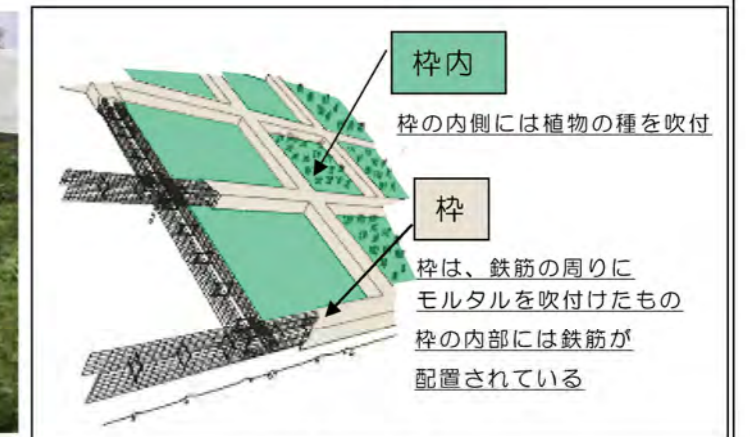 枠内
枠の内側には植物の種を吹付
枠
枠は、鉄筋の周りに
モルタルを吹付けたもの
枠の内部には鉄筋が
配置されている